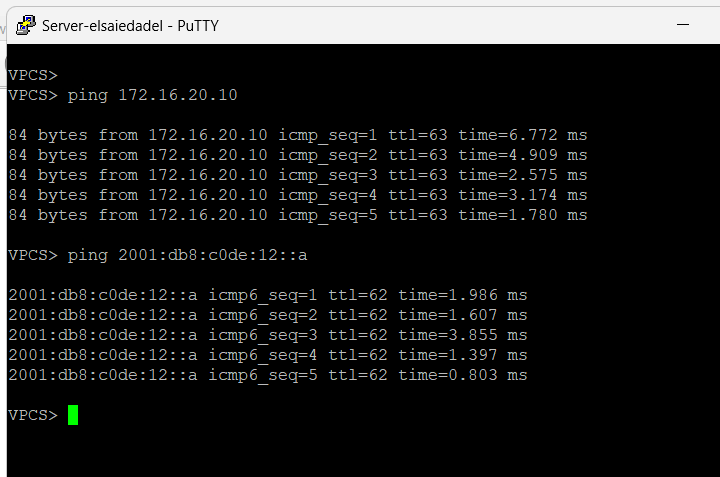 Server-elsaiedadel - PuTTY
VPCS>
VPCS> ping 172.16.20.10
84 bytes from 172.16.20.10 icmp_seq=1 ttl=63 time=6.772 ms
84 bytes from 172.16.20.10 icmp_seq=2 ttl=63 time=4.909 ms
84 bytes from 172.16.20.10 icmp_seq=3 ttl=63 time=2.575 ms
84 bytes from 172.16.20.10 icmp_seq=4 ttl=63 time=3.174 ms
84 bytes from 172.16.20.10 icmp_seq=5 ttl=63 time=1.780 ms
VPCS> ping 2001:db8:c0de:12::a
2001:db8:c0de:12::a icmp6_seq=1 ttl=62 time=1.986 ms
2001:db8:c0de:12::a icmp6_seq=2 ttl=62 time=1.607 ms
2001:db8:c0de:12::a icmp6_seq=3 ttl=62 time=3.855 ms
2001:db8:c0de:12::a icmp6_seq=4 ttl=62 time=1.397 ms
2001:db8:c0de:12::a icmp6_seq=5 ttl=62 time=0.803 ms
VPCS>